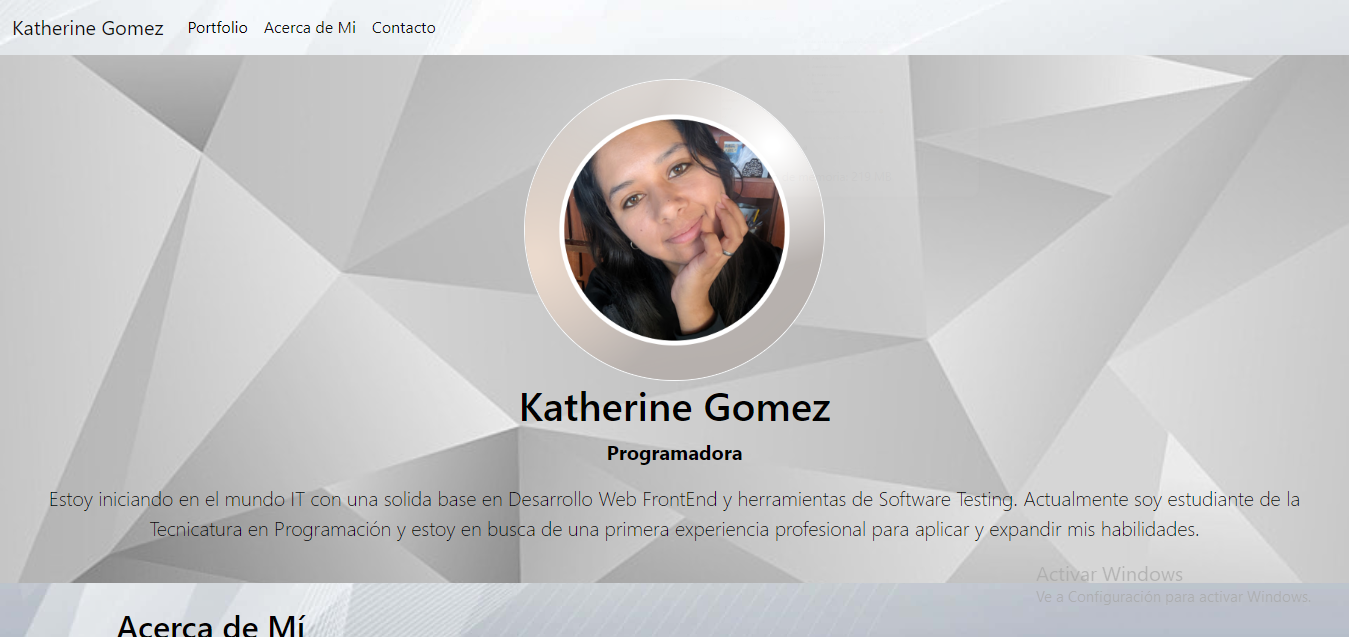 Katherine Gomez Portfolio Acerca de Mi Contacto
Katherine Gomez
Programadora
Estoy iniciando en el mundo IT con una solida base en Desarrollo Web FrontEnd y herramientas de Software Testing. Actualmente soy estudiante de la
Tecnicatura en Programación y estoy en busca de una primera experiencia profesional para aplicar y expandir mis habilidades.
Activar Windows
Ve a Configuración para activar Windows.
Acerca de Mí